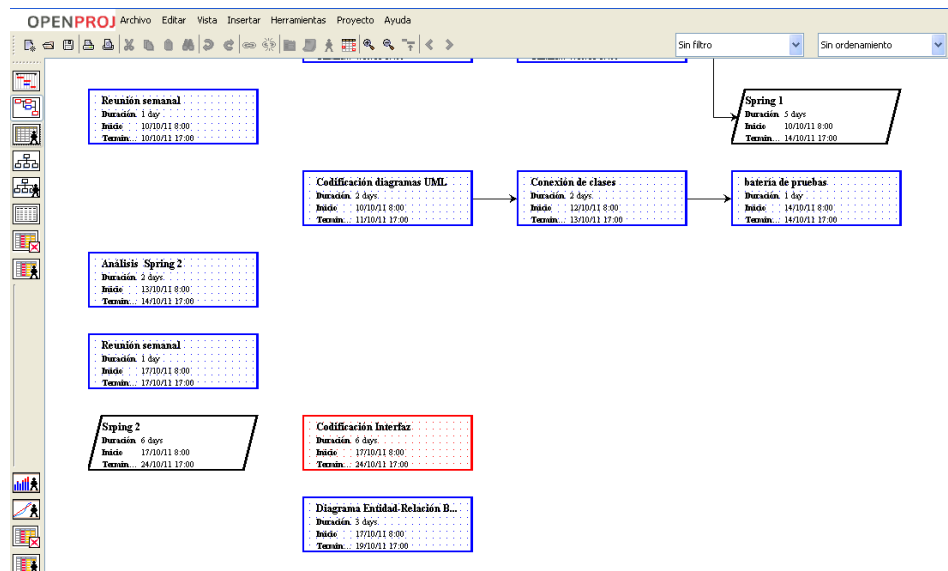 OPENPROJ Archivo Editar Vista Insertar Herramientas Proyecto Ayuda
Sin filtro Sin ordenamiento
Reunión semanal
Duración 1 day
Inicio 10/10/11 8:00
Termin... 10/10/11 17:00
Spring 1
Duración 5 days
Inicio 10/10/11 8:00
Termin... 14/10/11 17:00
Codificación diagramas UML
Duración 2 days
Inicio 10/10/11 8:00
Termin... 11/10/11 17:00
Conexión de clases
Duración 2 days
Inicio 12/10/11 8:00
Termin... 13/10/11 17:00
batería de pruebas
Duración 1 day
Inicio 14/10/11 8:00
Termin... 14/10/11 17:00
Análisis Spring 2
Duración 2 days
Inicio 13/10/11 8:00
Termin... 14/10/11 17:00
Reunión semanal
Duración 1 day
Inicio 17/10/11 8:00
Termin... 17/10/11 17:00
Srping 2
Duración 6 days
Inicio 17/10/11 8:00
Termin... 24/10/11 17:00
Codificación Interfaz
Duración 6 days
Inicio 17/10/11 8:00
Termin... 24/10/11 17:00
Diagrama Entidad-Relación B...
Duración 3 days
Inicio 17/10/11 8:00
Termin... 19/10/11 17:00